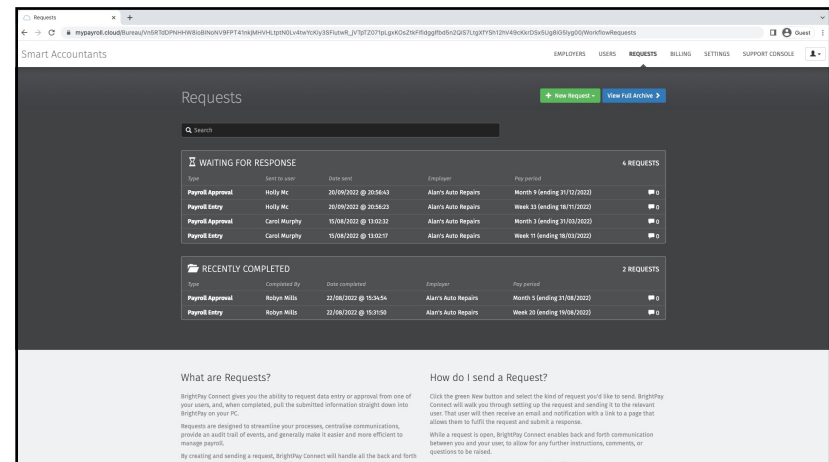 Requests
mypayroll.cloud/Bureau/
/WorkflowRequests
Guest
Smart Accountants
EMPLOYERS USERS REQUESTS BILLING SETTINGS SUPPORT CONSOLE
Requests
+ New Request View Full Archive
Search
WAITING FOR RESPONSE 4 REQUESTS
Type Sent to user Date sent Employer Pay period
Payroll Approval Holly Mc 20/09/2022 @ 20:56:43 Alan's Auto Repairs Month 9 (ending 31/12/2022) 0
Payroll Entry Holly Mc 20/09/2022 @ 20:56:23 Alan's Auto Repairs Week 33 (ending 18/11/2022) 0
Payroll Approval Carol Murphy 15/08/2022 @ 13:02:32 Alan's Auto Repairs Month 3 (ending 31/03/2022) 0
Payroll Entry Carol Murphy 15/08/2022 @ 13:02:17 Alan's Auto Repairs Week 11 (ending 18/03/2022) 0
RECENTLY COMPLETED 2 REQUESTS
Type Completed By Date completed Employer Pay period
Payroll Approval Robyn Mills 22/08/2022 @ 15:34:54 Alan's Auto Repairs Month 5 (ending 31/08/2022) 0
Payroll Entry Robyn Mills 22/08/2022 @ 15:31:50 Alan's Auto Repairs Week 20 (ending 19/08/2022) 0
What are Requests?
BrightPay Connect gives you the ability to request data entry or approval from one of
your users, and, when completed, pull the submitted information straight down into
BrightPay on your PC.
Requests are designed to streamline your processes, centralise communications,
provide an audit trail of events, and generally make it easier and more efficient to
manage payroll.
By creating and sending a request, BrightPay Connect will handle all the back and forth
How do I send a Request?
Click the green New button and select the kind of request you'd like to send. BrightPay
Connect will walk you through setting up the request and sending it to the relevant
user. That user will then receive an email and notification with a link to a page that
allows them to fulfil the request and submit a response.
While a request is open, BrightPay Connect enables back and forth communication
between you and your user, to allow for any further instructions, comments, or
questions to be raised.